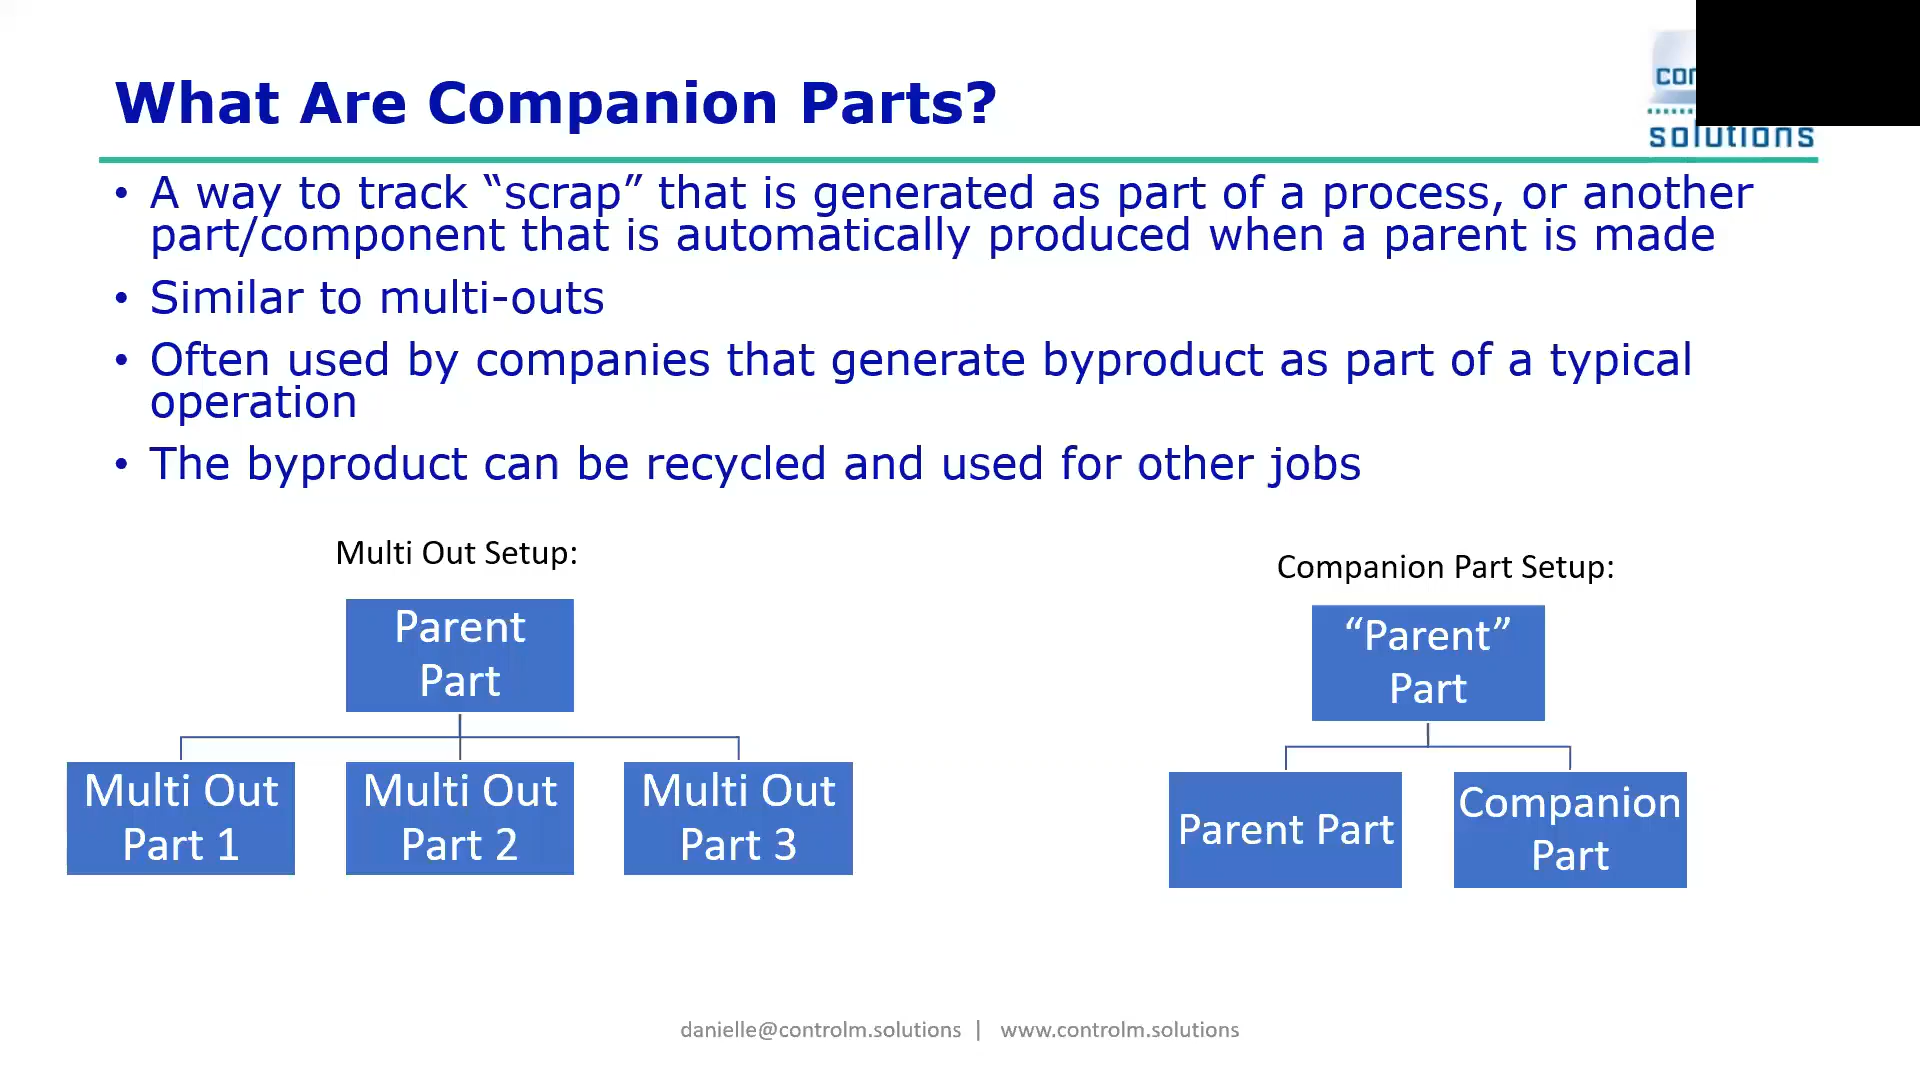 What Are Companion Parts?
solutions
• A way to track “scrap” that is generated as part of a process, or another
part/component that is automatically produced when a parent is made
• Similar to multi-outs
• Often used by companies that generate byproduct as part of a typical
operation
• The byproduct can be recycled and used for other jobs
Multi Out Setup:
Parent
Part
Multi Out
Part 1
Multi Out
Part 2
Multi Out
Part 3
Companion Part Setup:
“Parent”
Part
Parent Part
Companion
Part
danielle@controlm.solutions | www.controlm.solutions